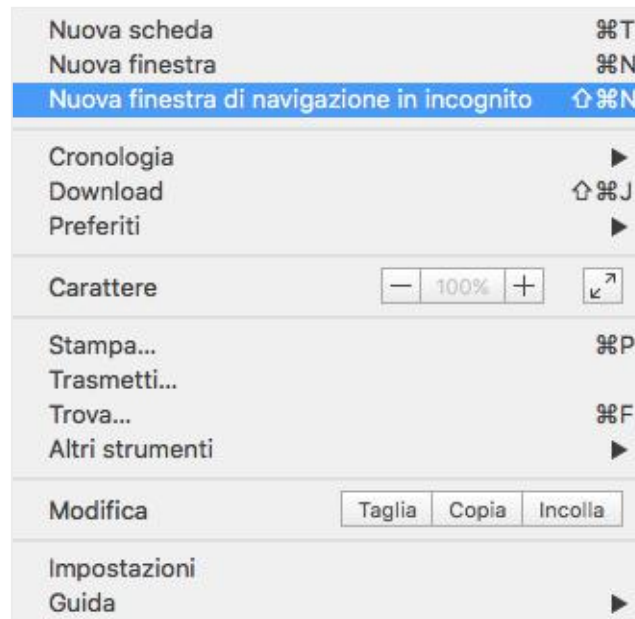 Nuova scheda ⌘T
Nuova finestra ⌘N
Nuova finestra di navigazione in incognito ⇧⌘N
Cronologia ▶
Download ⇧⌘J
Preferiti ▶
Carattere — 100% +
Stampa... ⌘P
Trasmetti...
Trova... ⌘F
Altri strumenti ▶
Modifica Taglia Copia Incolla
Impostazioni
Guida ▶